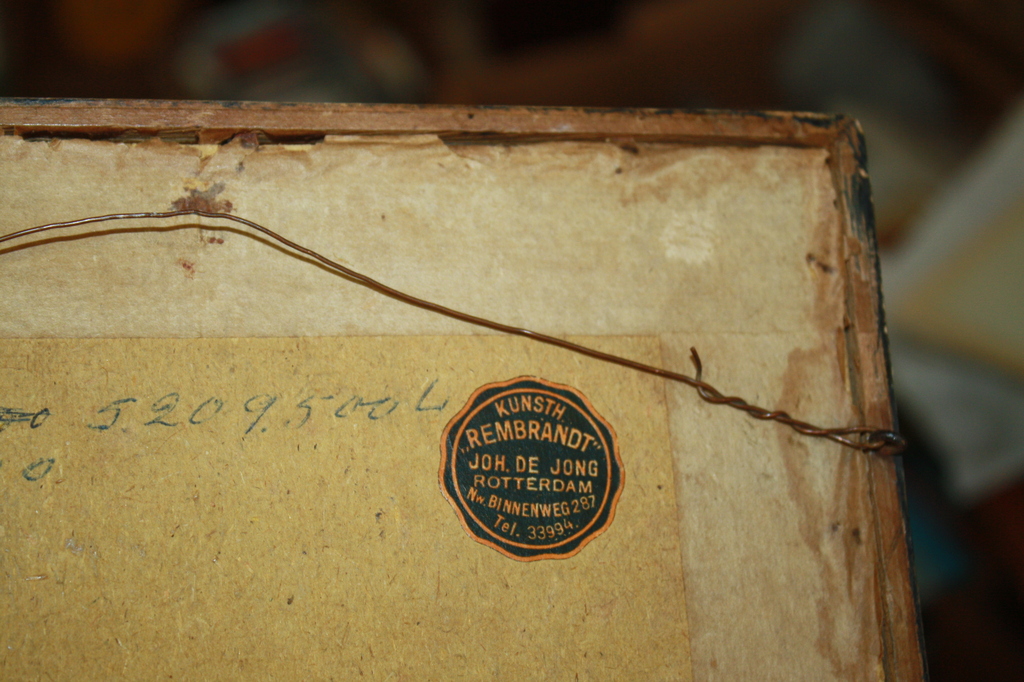 5.209.500
KUNSTH.
„REMBRANDT”
JOH. DE JONG
ROTTERDAM
Nw. BINNENWEG 287
Tel. 33994.